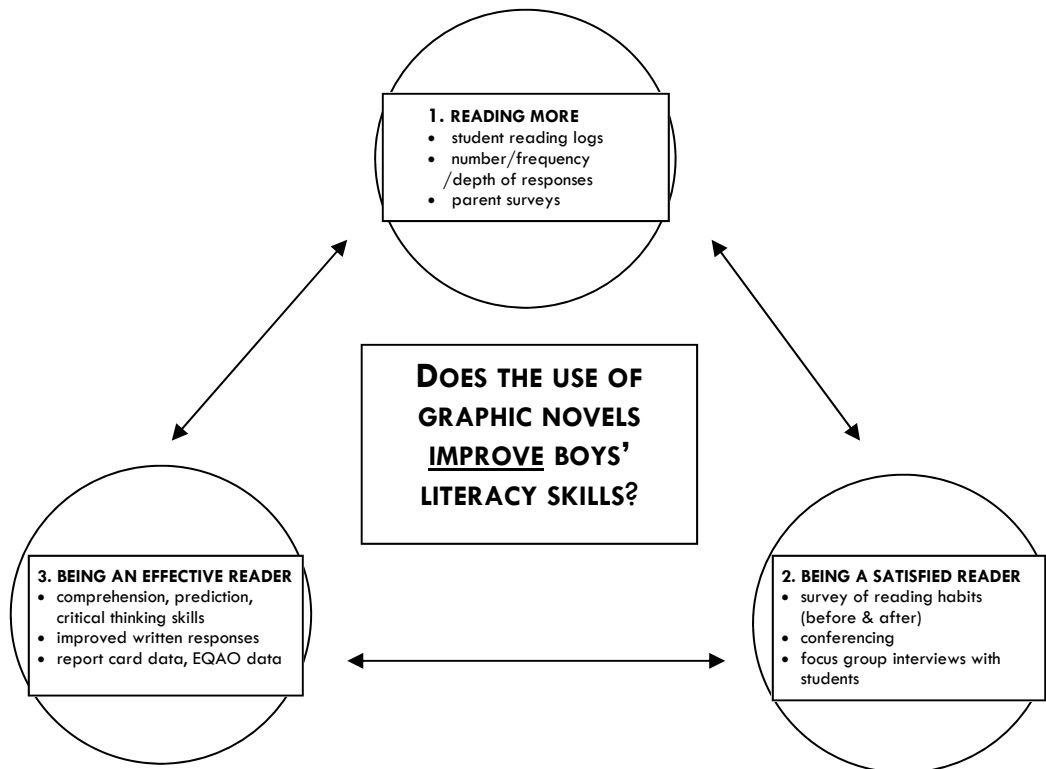 1. READING MORE
• student reading logs
• number/frequency
/depth of responses
• parent surveys
DOES THE USE OF
GRAPHIC NOVELS
IMPROVE BOYS’
LITERACY SKILLS?
3. BEING AN EFFECTIVE READER
• comprehension, prediction,
critical thinking skills
• improved written responses
• report card data, EQAO data
2. BEING A SATISFIED READER
• survey of reading habits
(before & after)
• conferencing
• focus group interviews with
students